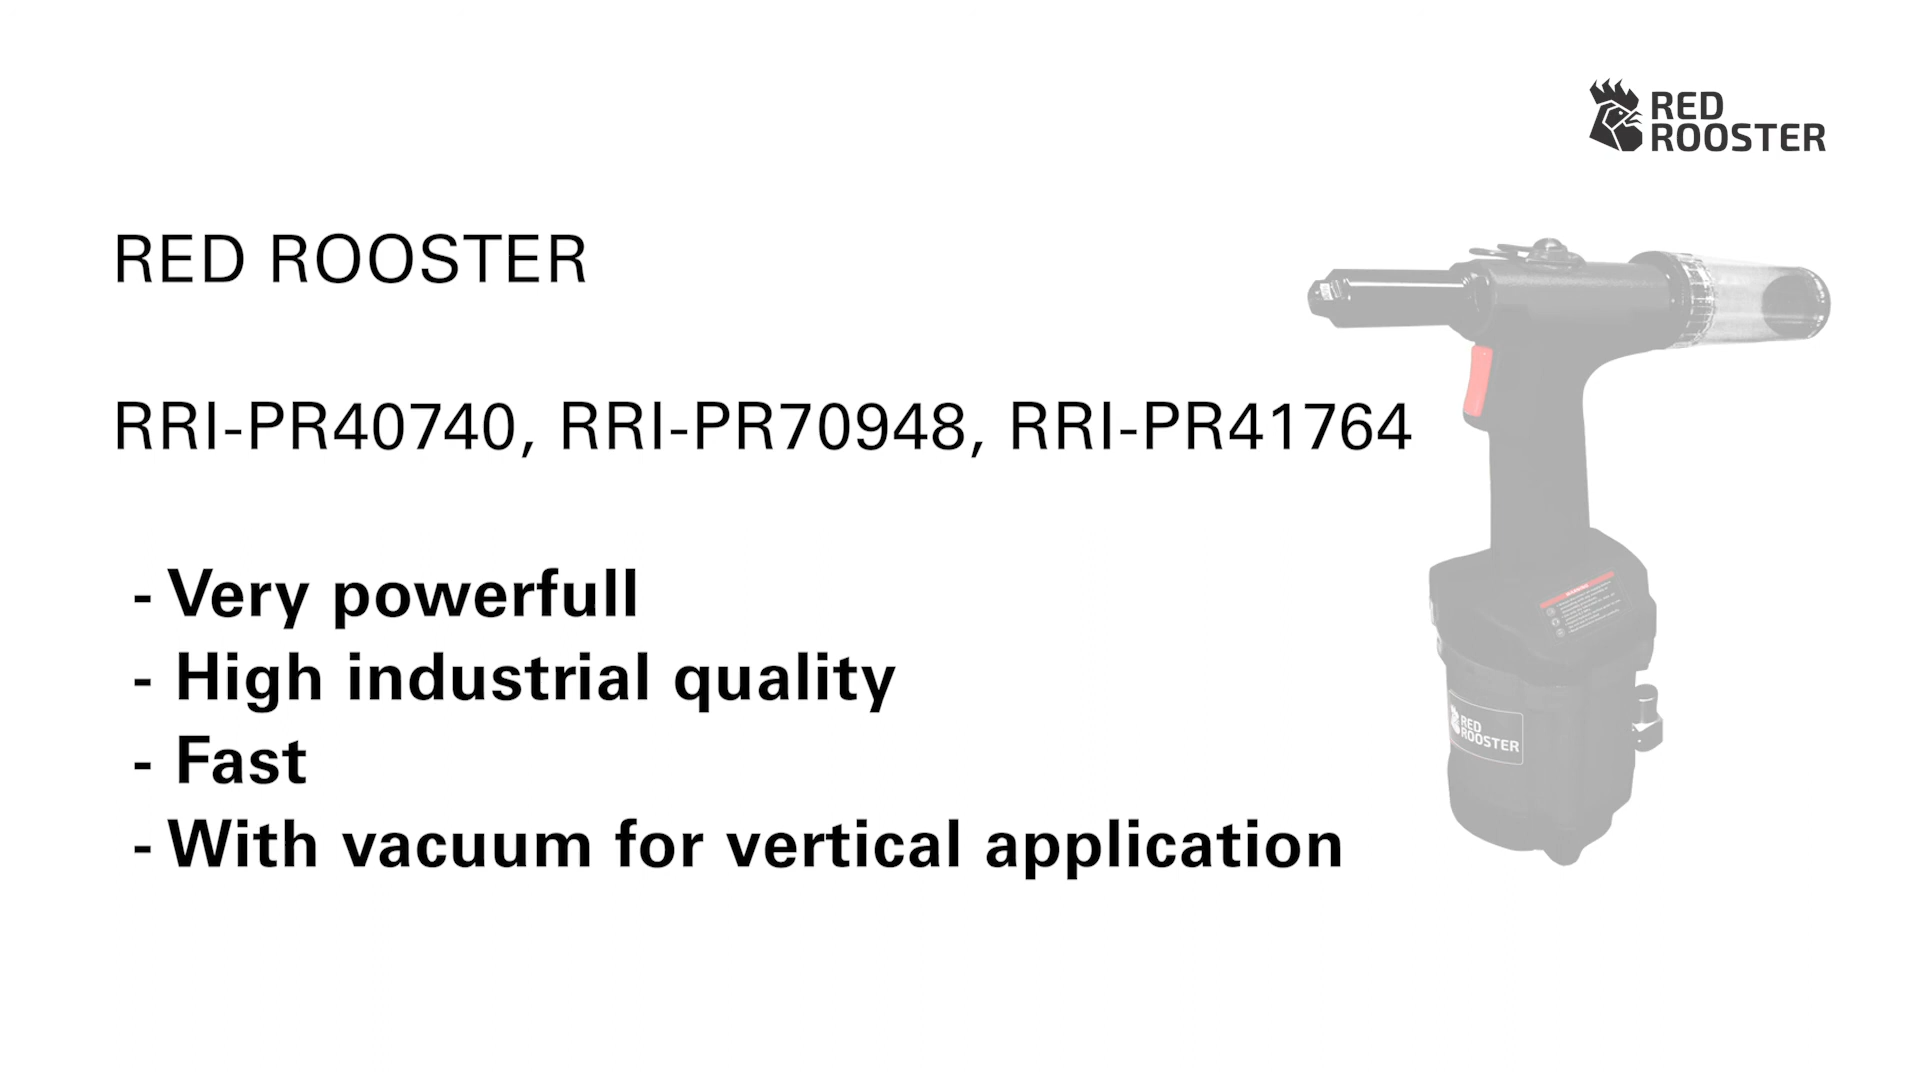 RED
ROOSTER
RED ROOSTER
RRI-PR40740, RRI-PR70948, RRI-PR41764
- Very powerfull
- High industrial quality
- Fast
- With vacuum for vertical application
RED
ROOSTER